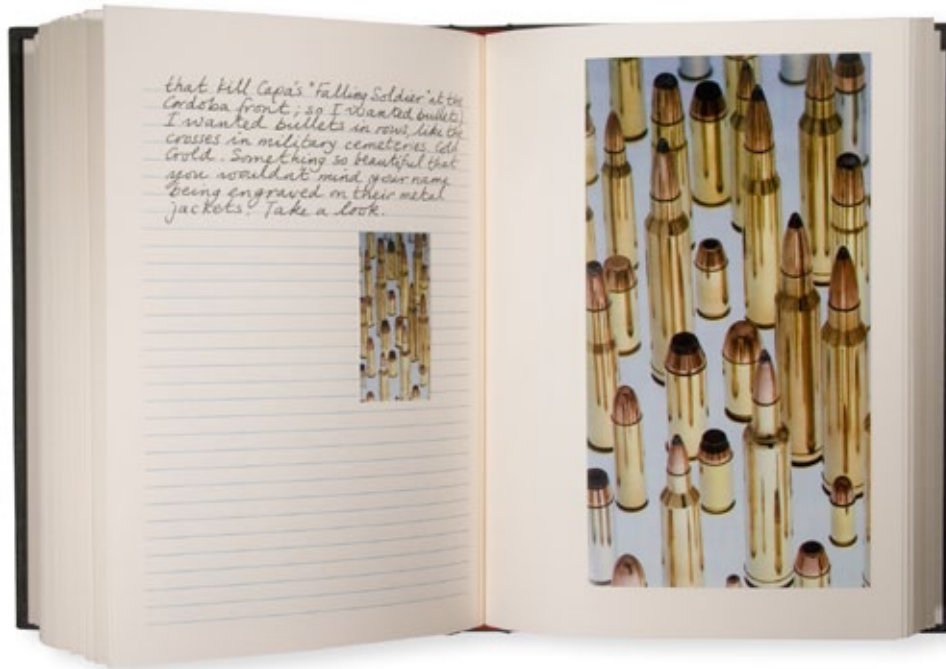 that kill Capa's "Falling Soldier" at the
Cordoba front; so I wanted bullets.
I wanted bullets in rows, like the
crosses in military cemeteries. Cold
Gold. Something so beautiful that
you wouldn't mind your name
being engraved on their metal
jackets. Take a look.